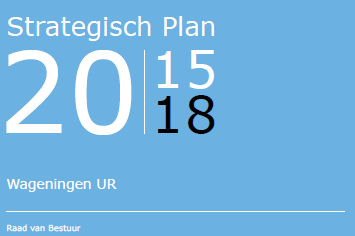 Strategisch Plan
20 15
18
Wageningen UR
Raad van Bestuur